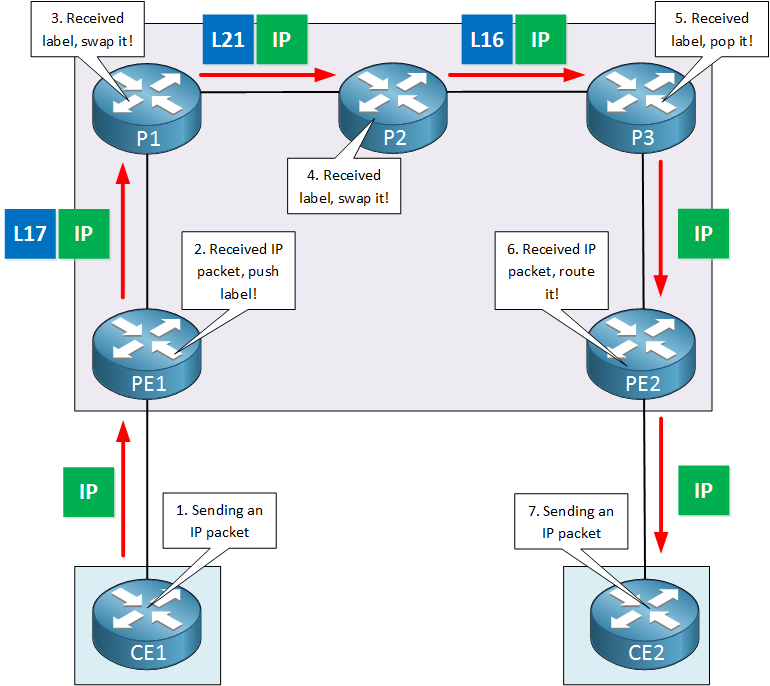 3. Received
label, swap it!
L21 IP
L16 IP
5. Received
label, pop it!
P1
P2
P3
4. Received
label, swap it!
L17 IP
2. Received IP
packet, push
label!
6. Received IP
packet, route
it!
IP
PE1
PE2
IP
1. Sending an
IP packet
7. Sending an
IP packet
IP
CE1
CE2